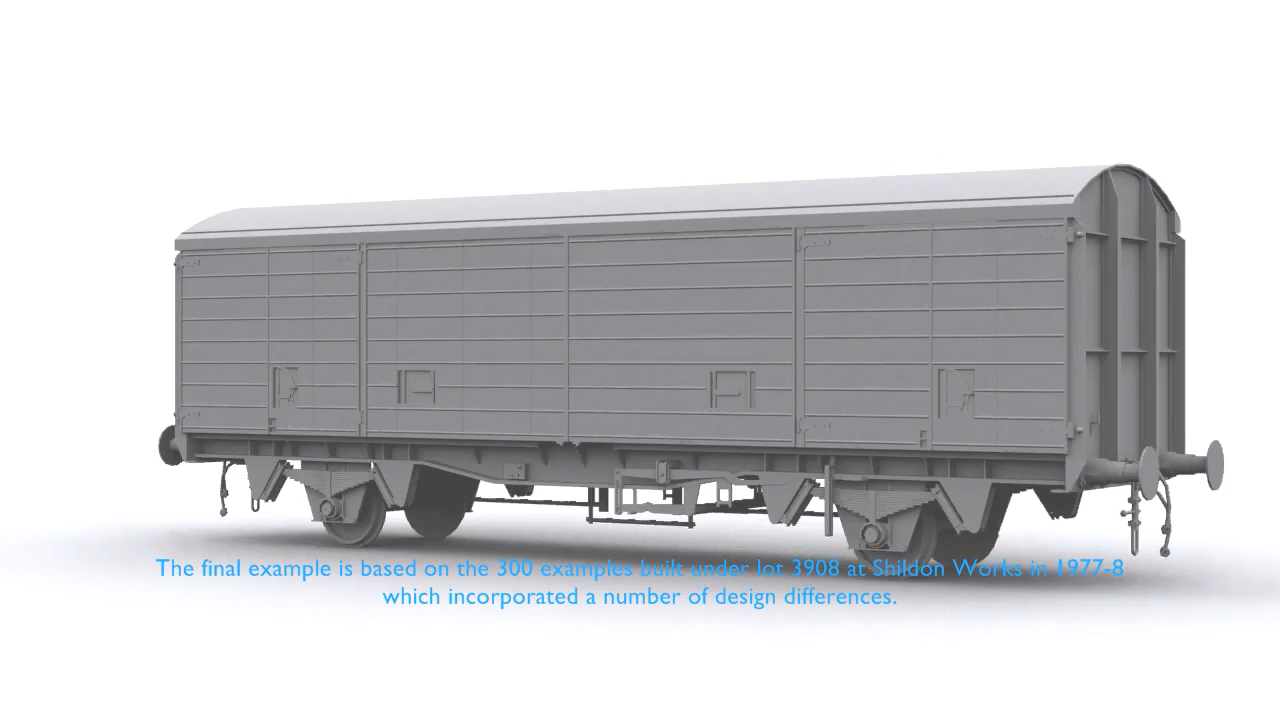 The final example is based on the 300 examples built under lot 3908 at Shildon Works in 1977-8
which incorporated a number of design differences.